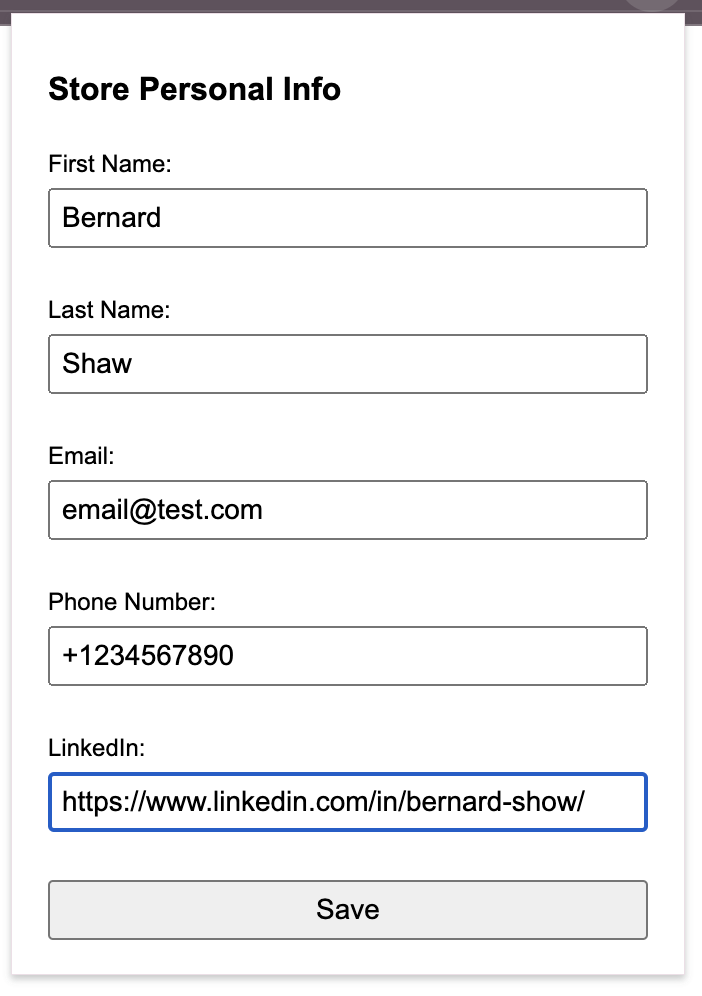 Store Personal Info
First Name:
Bernard
Last Name:
Shaw
Email:
email@test.com
Phone Number:
+1234567890
LinkedIn:
https://www.linkedin.com/in/bernard-show/
Save